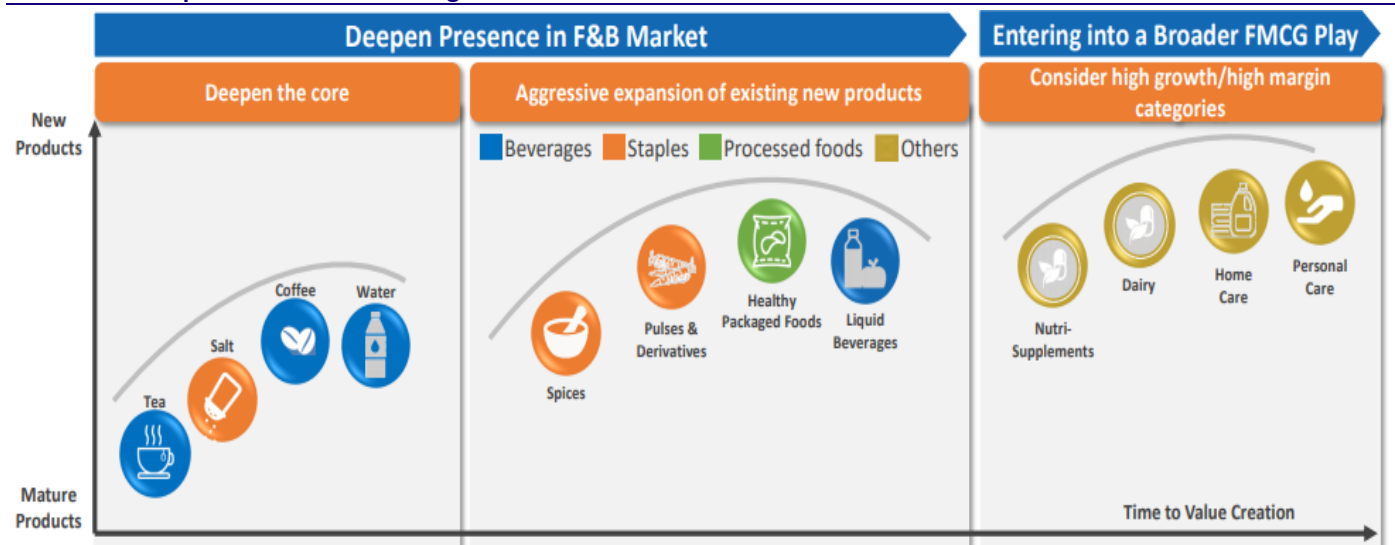 Deepen Presence in F&B Market
Entering into a Broader FMCG Play
Deepen the core
Aggressive expansion of existing new products
Consider high growth/high margin
categories
New
Products
Beverages
Staples
Processed foods
Others
Coffee
Water
Salt
Tea
Spices
Pulses &
Derivatives
Healthy
Packaged Foods
Liquid
Beverages
Nutri-
Supplements
Dairy
Home
Care
Personal
Care
Mature
Products
Time to Value Creation